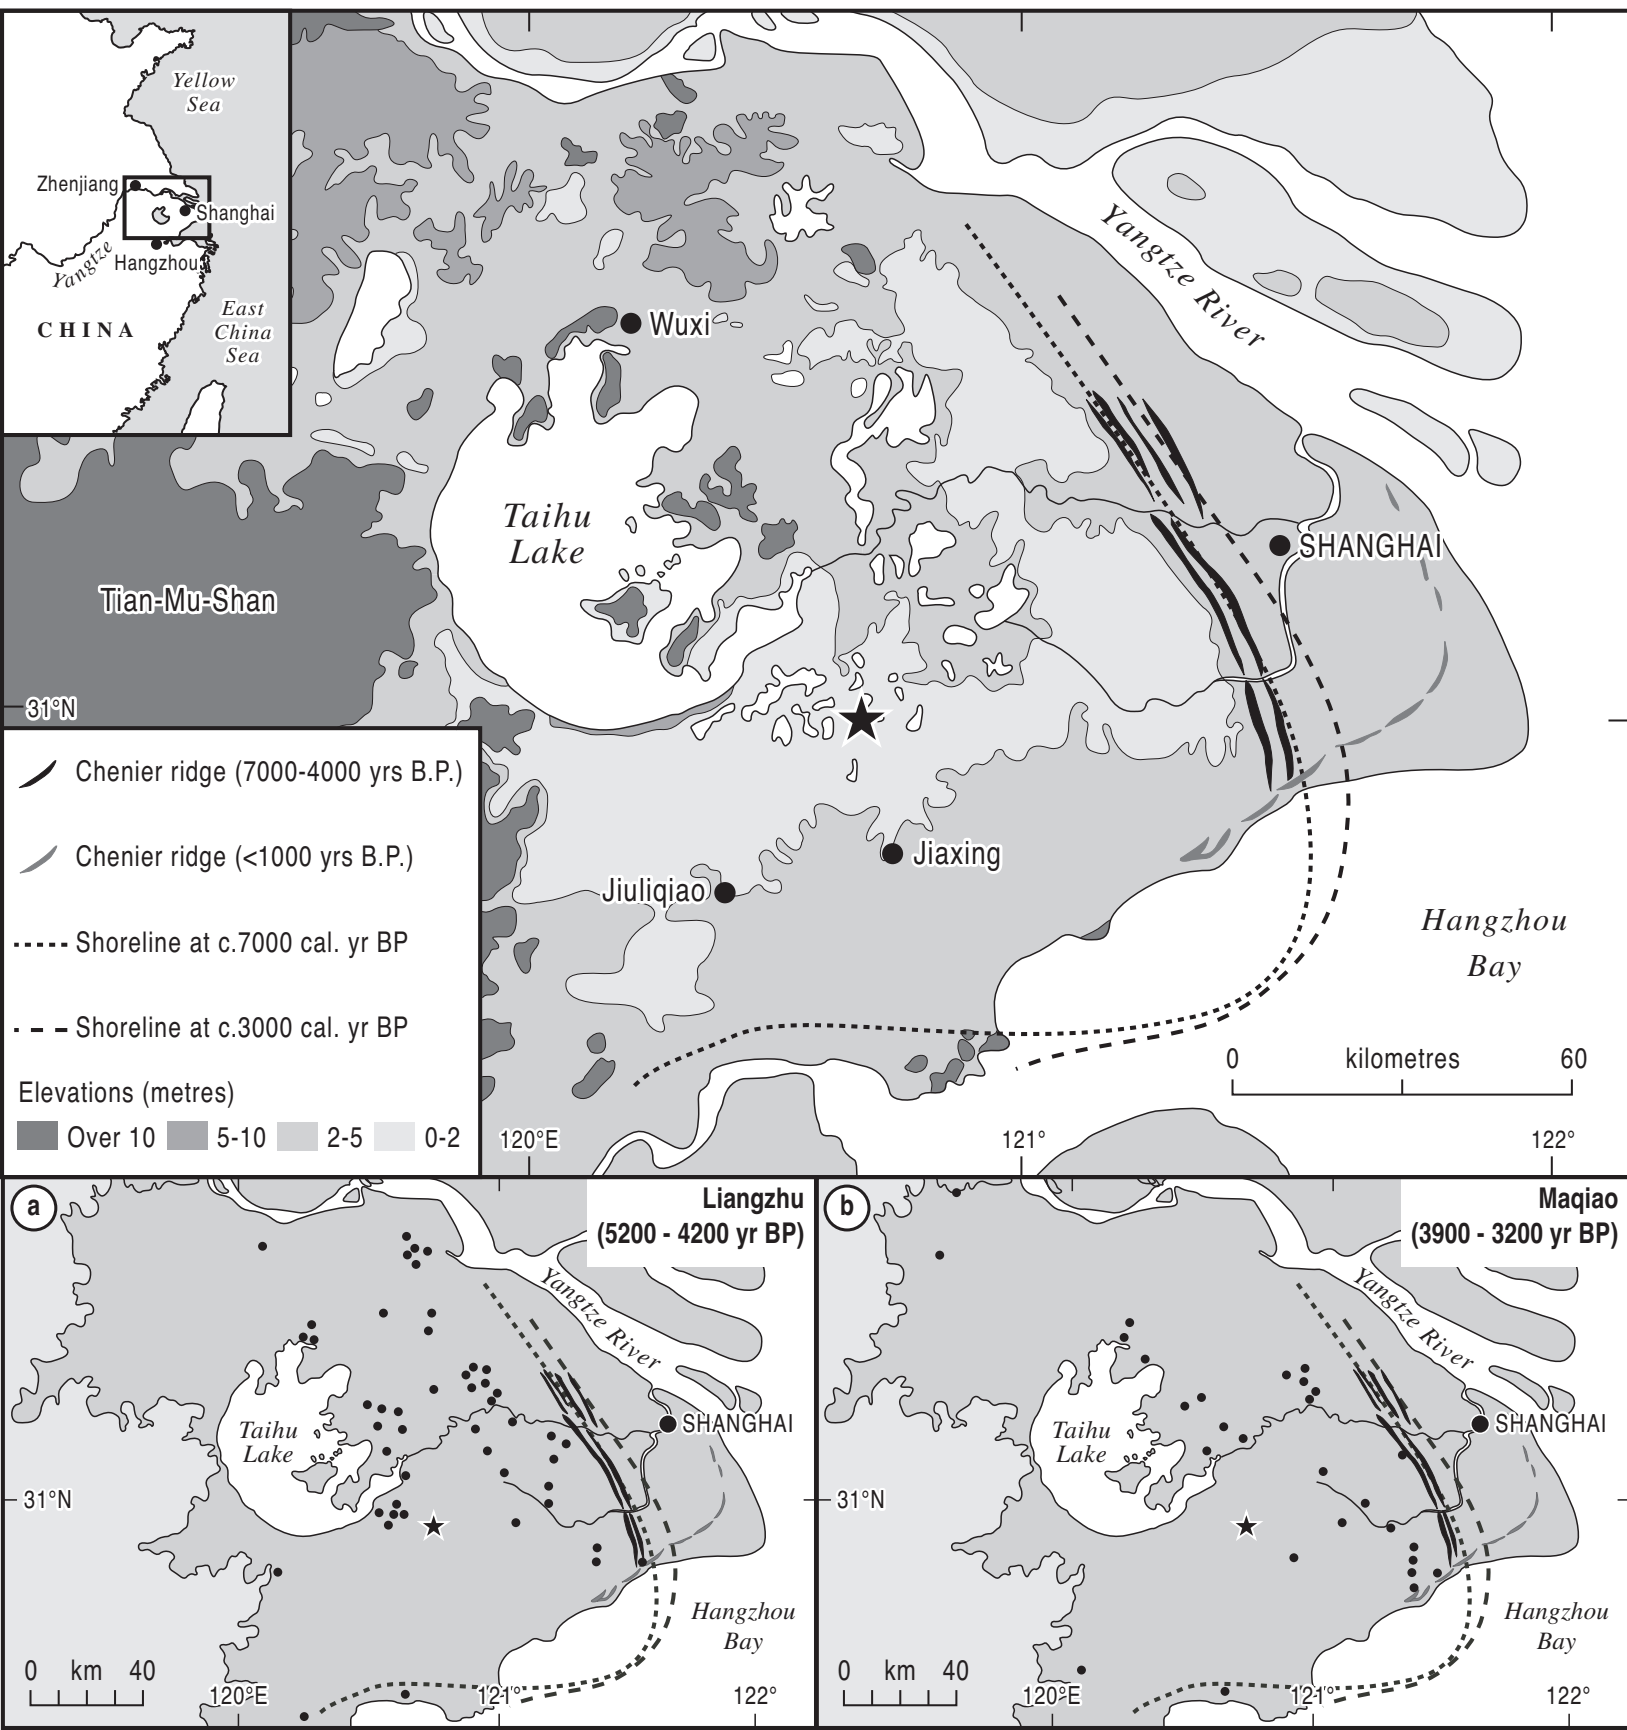 Yellow
Sea
Zhenjiang
Shanghai
Yangtze
Hangzhou
CHINA
East
China
Sea
Yangtze River
Wuxi
Taihu
Lake
SHANGHAI
Tian-Mu-Shan
31°N
Jiaxing
Jiuliqiao
Hangzhou
Bay
Chenier ridge (7000-4000 yrs B.P.)
Chenier ridge (<1000 yrs B.P.)
Shoreline at c.7000 cal. yr BP
Shoreline at c.3000 cal. yr BP
Elevations (metres)
Over 10 5-10 2-5 0-2
0 kilometres 60
120°E 121° 122°
a
Liangzhu
(5200 - 4200 yr BP)
Yangtze River
Taihu
Lake
SHANGHAI
31°N
Hangzhou
Bay
0 km 40
120°E 121° 122°
b
Maqiao
(3900 - 3200 yr BP)
Yangtze River
Taihu
Lake
SHANGHAI
31°N
Hangzhou
Bay
0 km 40
120°E 121° 122°